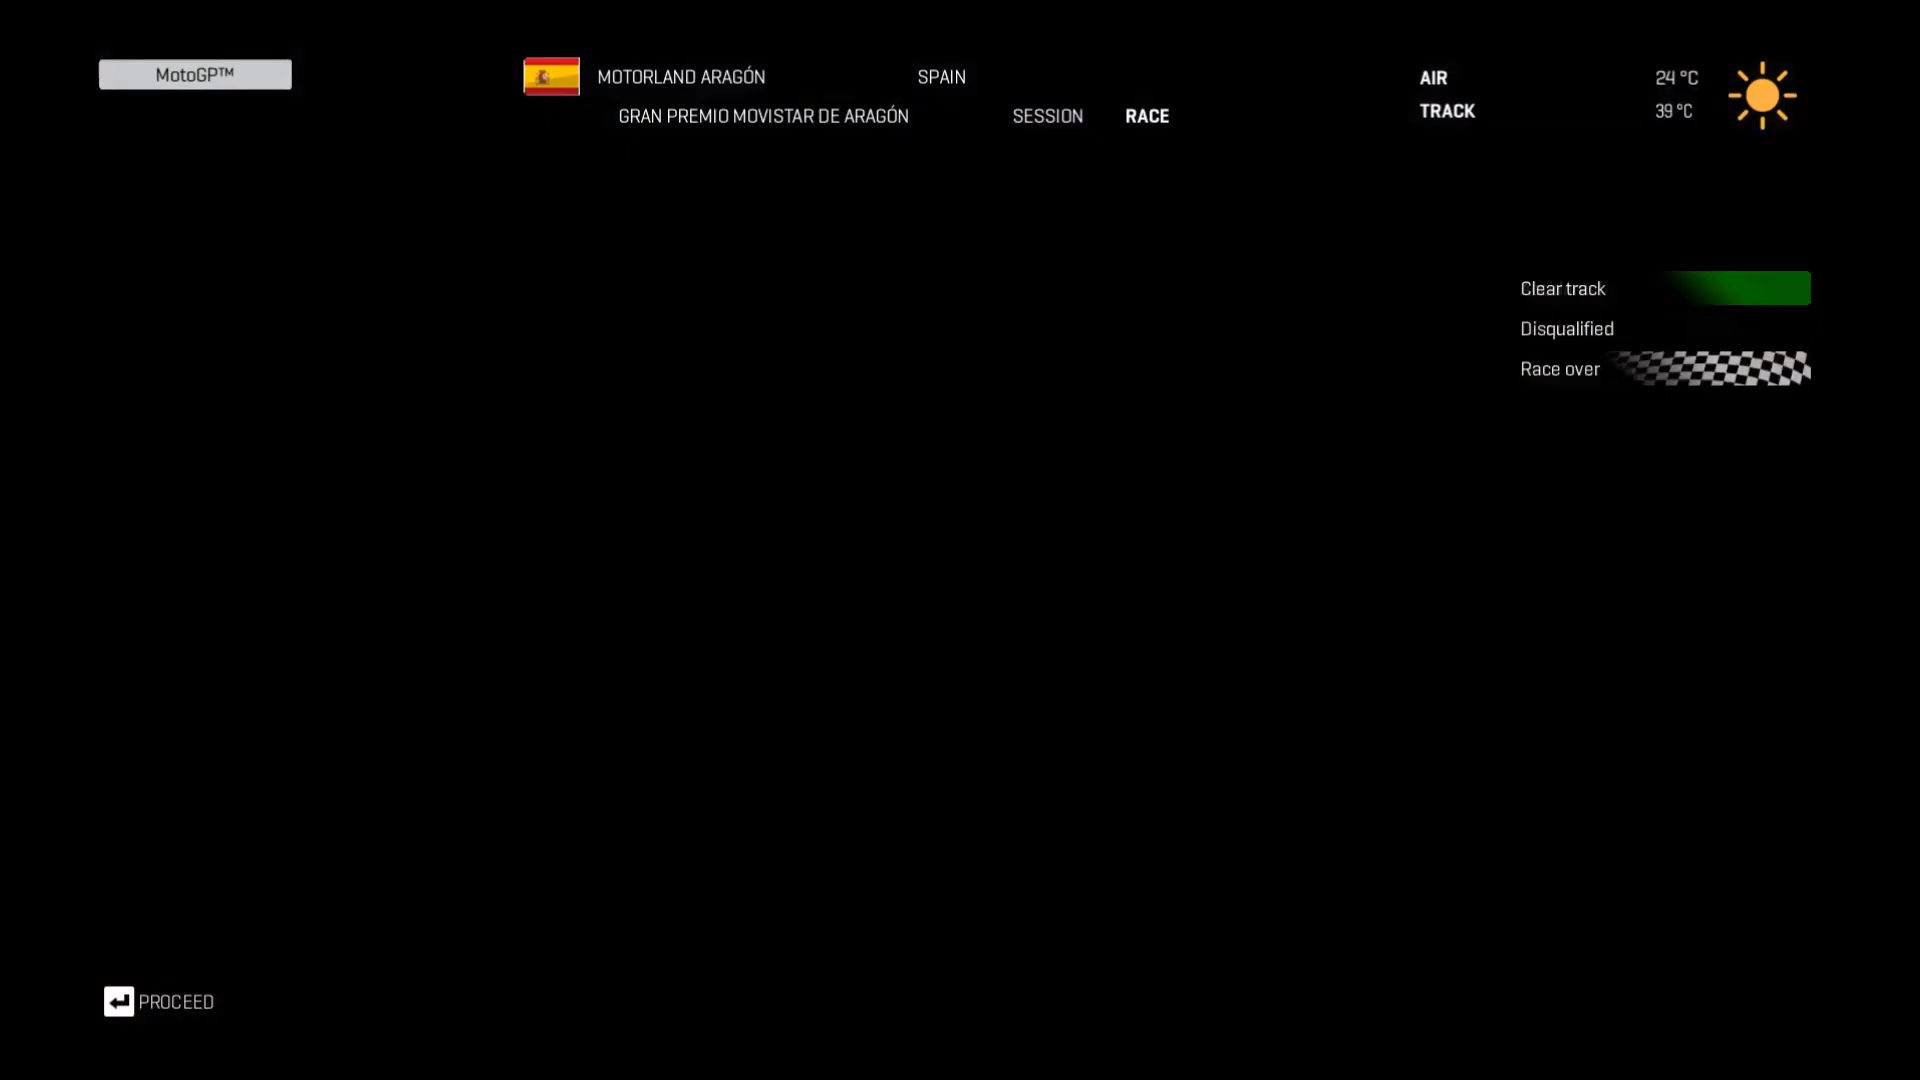 MotoGP™
MOTORLAND ARAGÓN SPAIN
GRAN PREMIO MOVISTAR DE ARAGÓN SESSION RACE
AIR 24 °C
TRACK 39 °C
Clear track
Disqualified
Race over
PROCEED